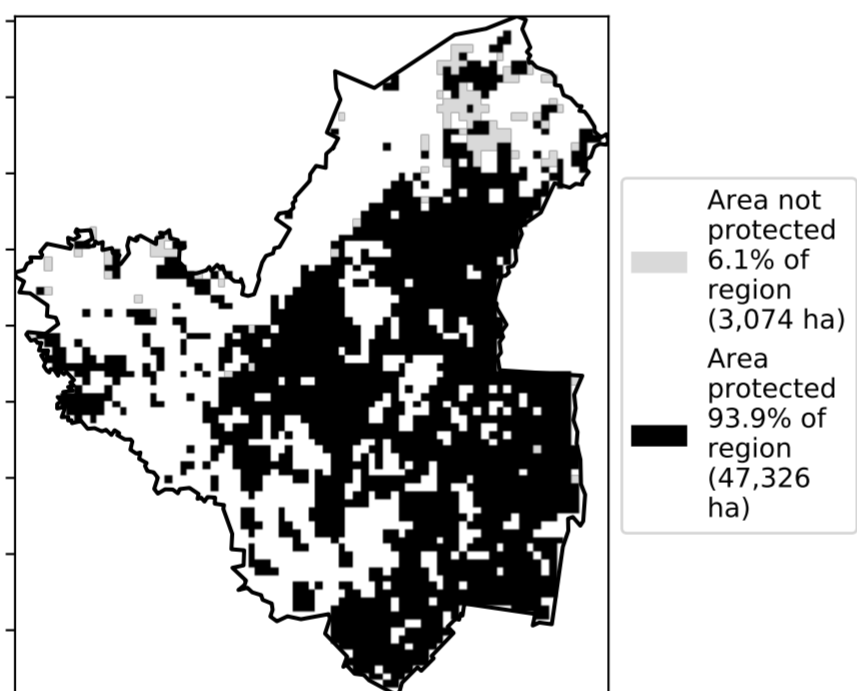 Area not
protected
6.1% of
region
(3,074 ha)
Area
protected
93.9% of
region
(47,326
ha)